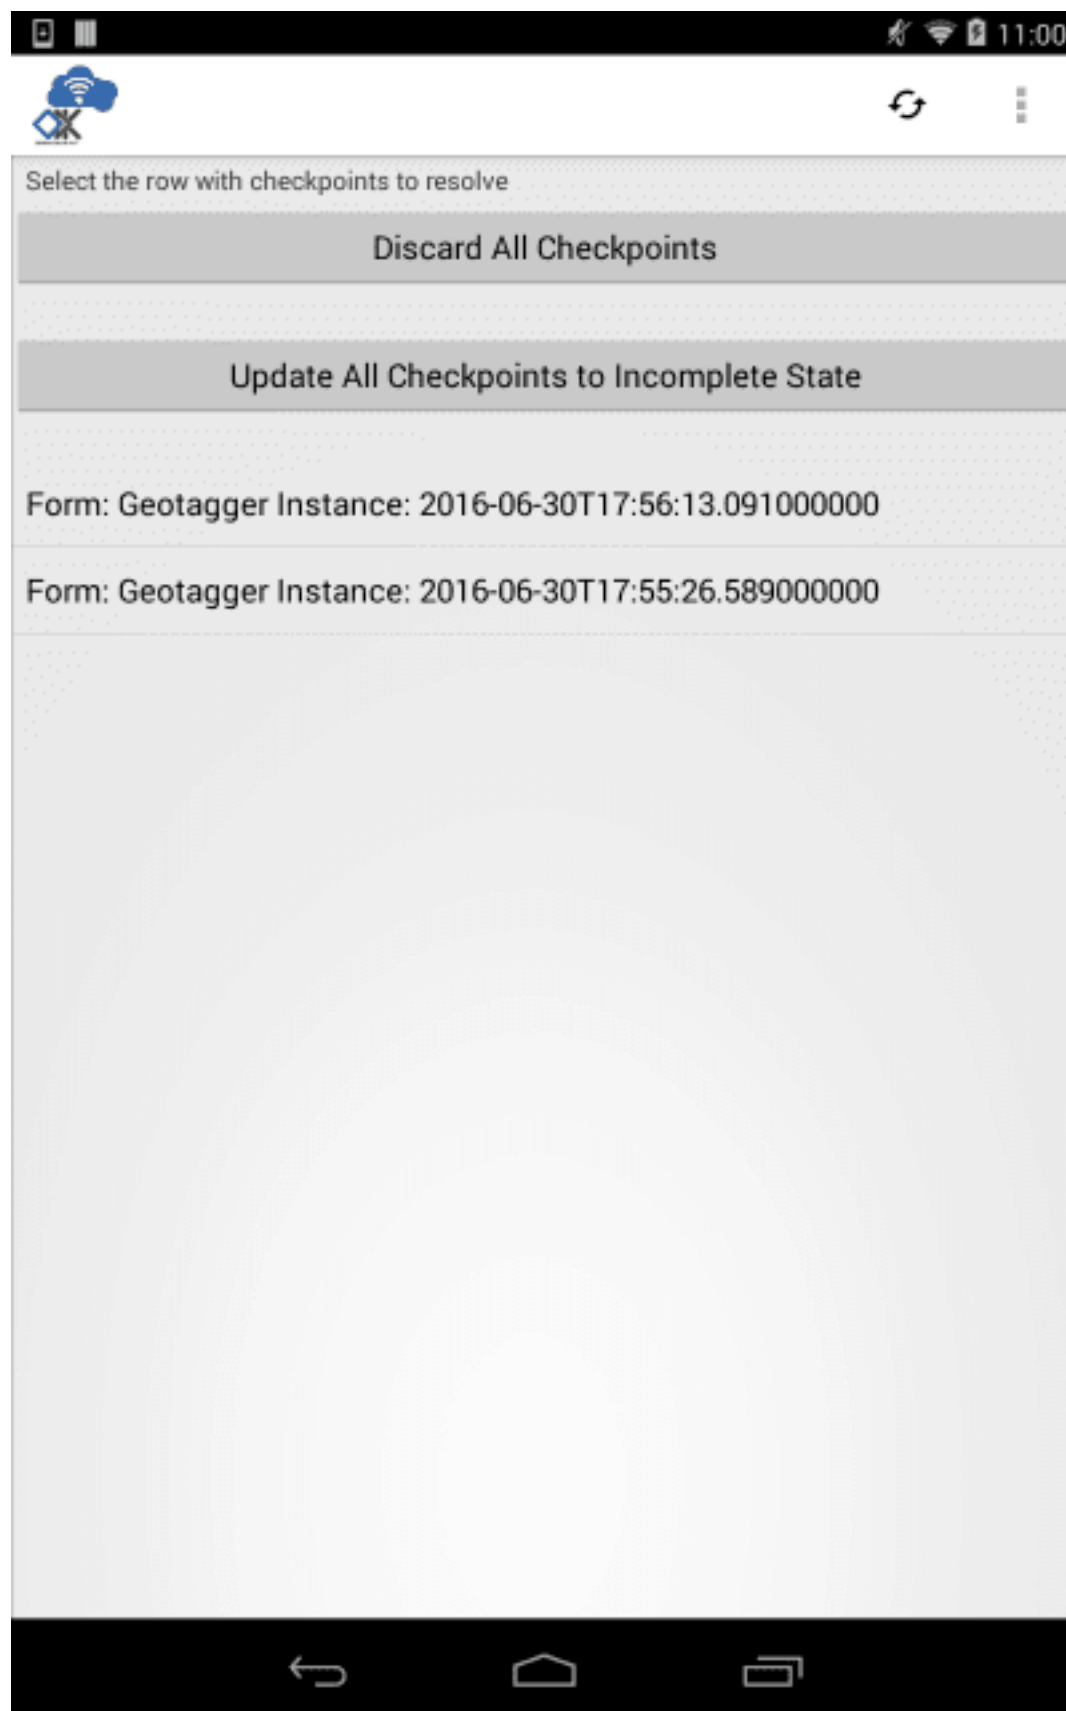 11:00
Select the row with checkpoints to resolve
Discard All Checkpoints
Update All Checkpoints to Incomplete State
Form: Geotagger Instance: 2016-06-30T17:56:13.091000000
Form: Geotagger Instance: 2016-06-30T17:55:26.589000000